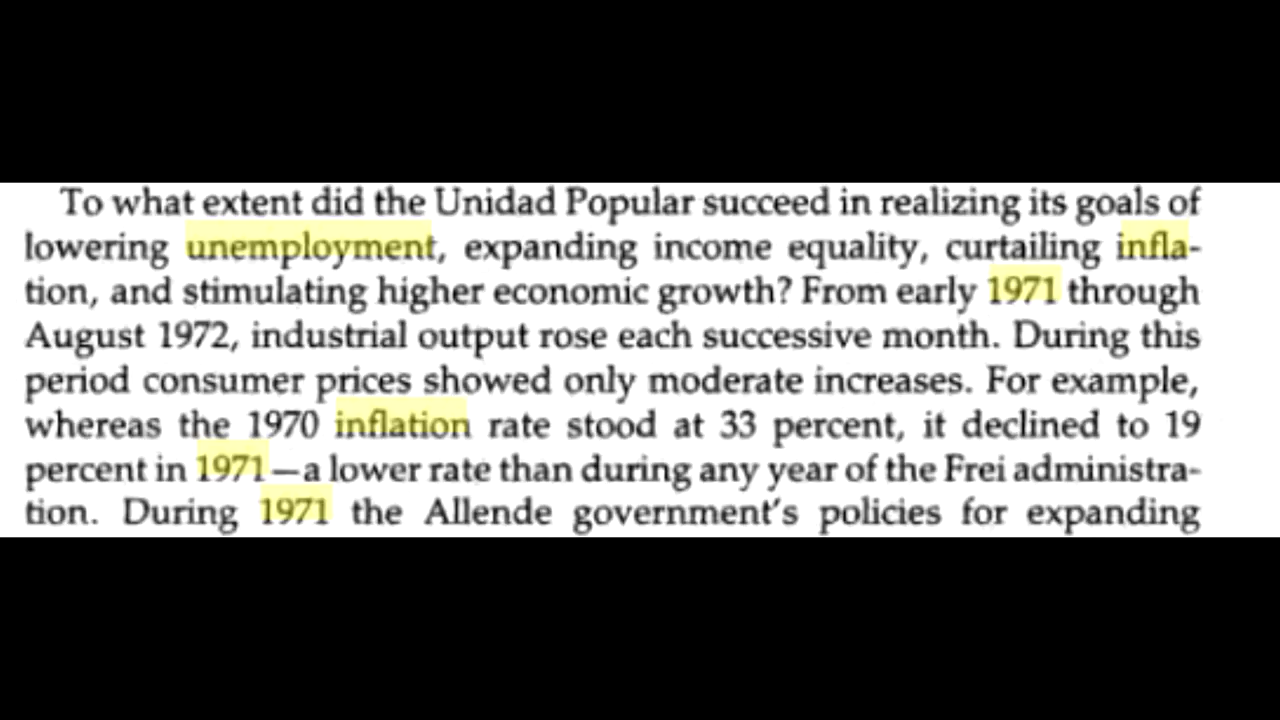 To what extent did the Unidad Popular succeed in realizing its goals of
lowering unemployment, expanding income equality, curtailing infla-
tion, and stimulating higher economic growth? From early 1971 through
August 1972, industrial output rose each successive month. During this
period consumer prices showed only moderate increases. For example,
whereas the 1970 inflation rate stood at 33 percent, it declined to 19
percent in 1971—a lower rate than during any year of the Frei administra-
tion. During 1971 the Allende government's policies for expanding